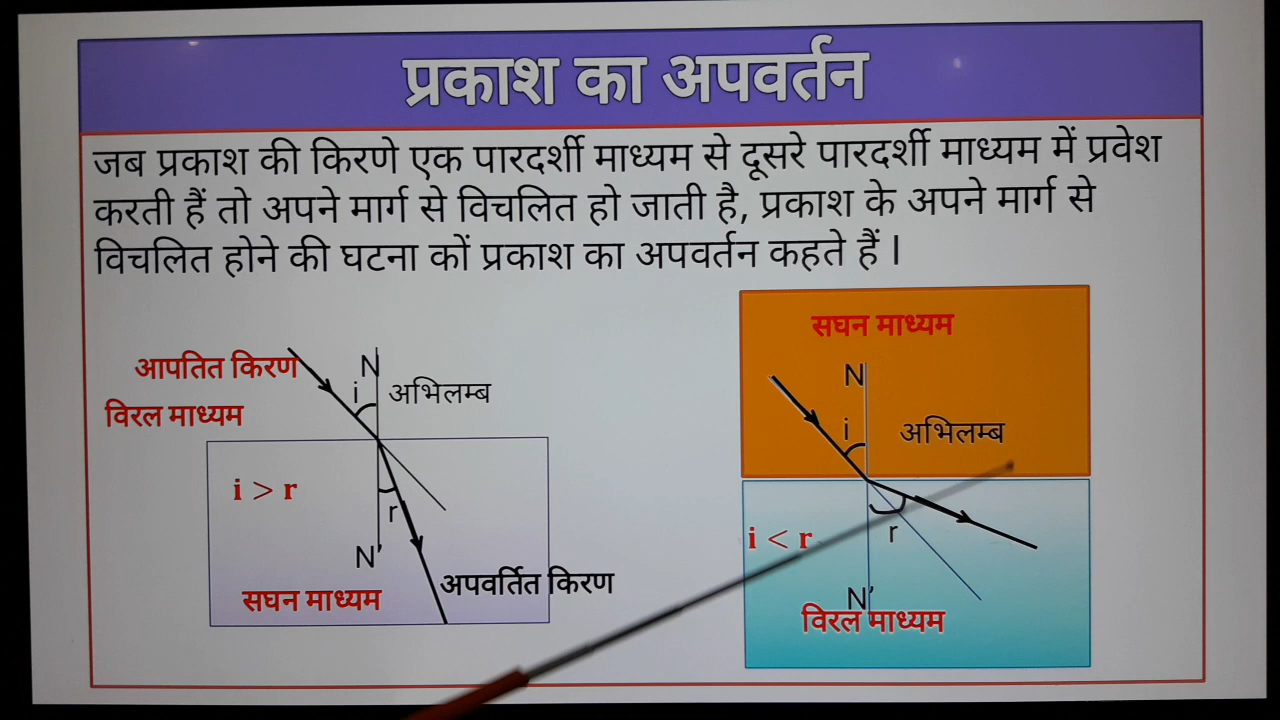 प्रकाश का अपवर्तन
जब प्रकाश की किरणे एक पारदर्शी माध्यम से दूसरे पारदर्शी माध्यम में प्रवेश
करती हैं तो अपने मार्ग से विचलित हो जाती है, प्रकाश के अपने मार्ग से
विचलित होने की घटना कों प्रकाश का अपवर्तन कहते हैं I
आपतित किरण
N
i
अभिलम्ब
विरल माध्यम
i > r
r
N'
सघन माध्यम
अपवर्तित किरण
सघन माध्यम
N
i
अभिलम्ब
i < r
r
N'
विरल माध्यम